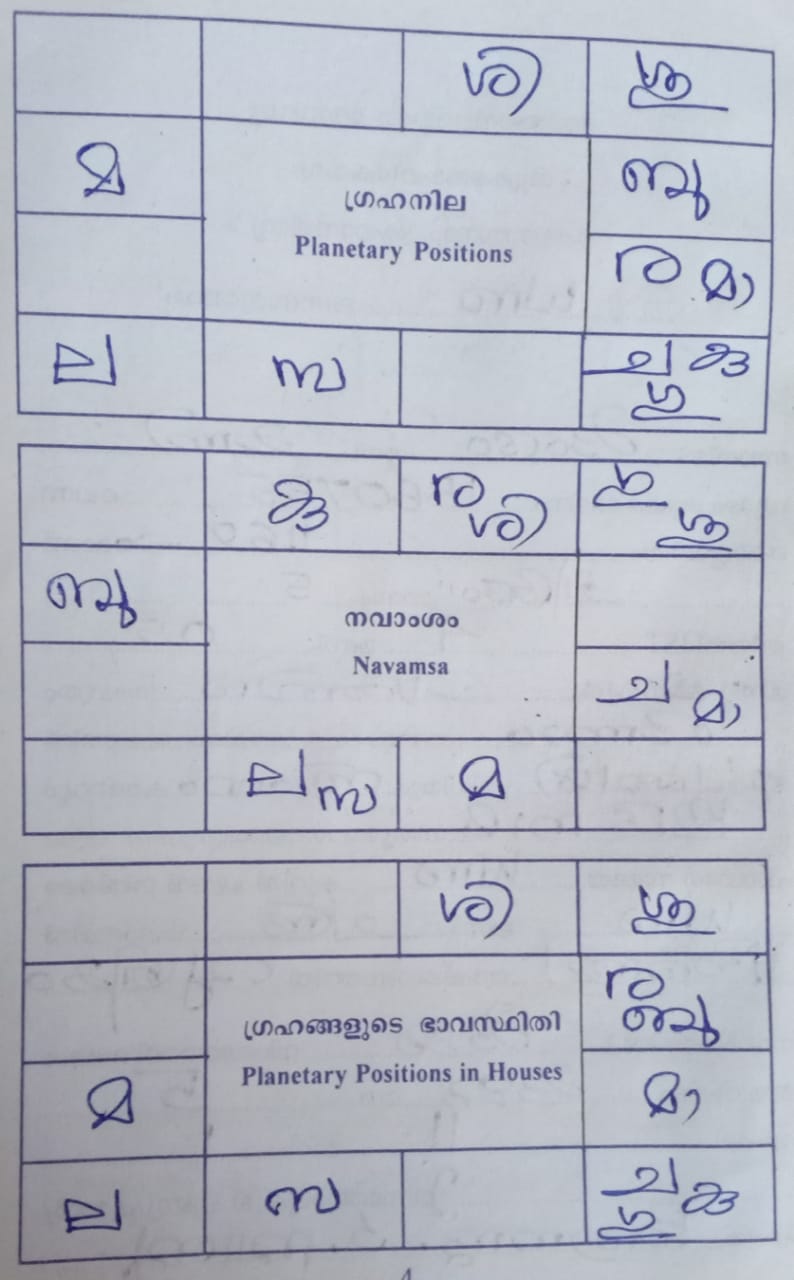 ശി ശു
മ ബു
ഗ്രഹനില
Planetary Positions
ര മാ
ല സ ച കു
ഗു
കു ര ഗു
ശി ശു
ബു
നവാംശം
Navamsa
ച മാ
ല സ മ
ശി ശു
ര
ബു
ഗ്രഹങ്ങളുടെ ഭാവസ്ഥിതി
Planetary Positions in Houses
മ മാ
ല സ ച കു
ഗു